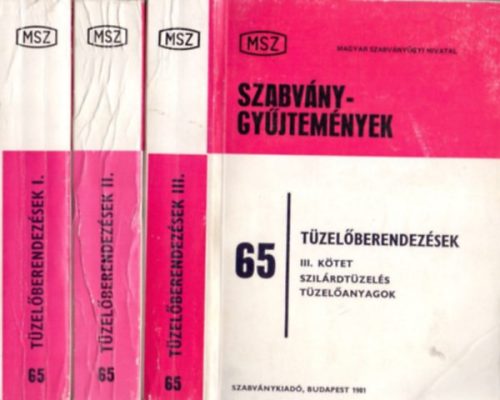 MSZ
TÜZELŐBERENDEZÉSEK I.
65
MSZ
TÜZELŐBERENDEZÉSEK II.
65
MSZ
TÜZELŐBERENDEZÉSEK III.
65
MSZ
MAGYAR SZABVÁNYÜGYI HIVATAL
SZABVÁNY-
GYŰJTEMÉNYEK
65
TÜZELŐBERENDEZÉSEK
III. KÖTET
SZILÁRDTÜZELÉS
TÜZELŐANYAGOK
SZABVÁNYKIADÓ, BUDAPEST 1981